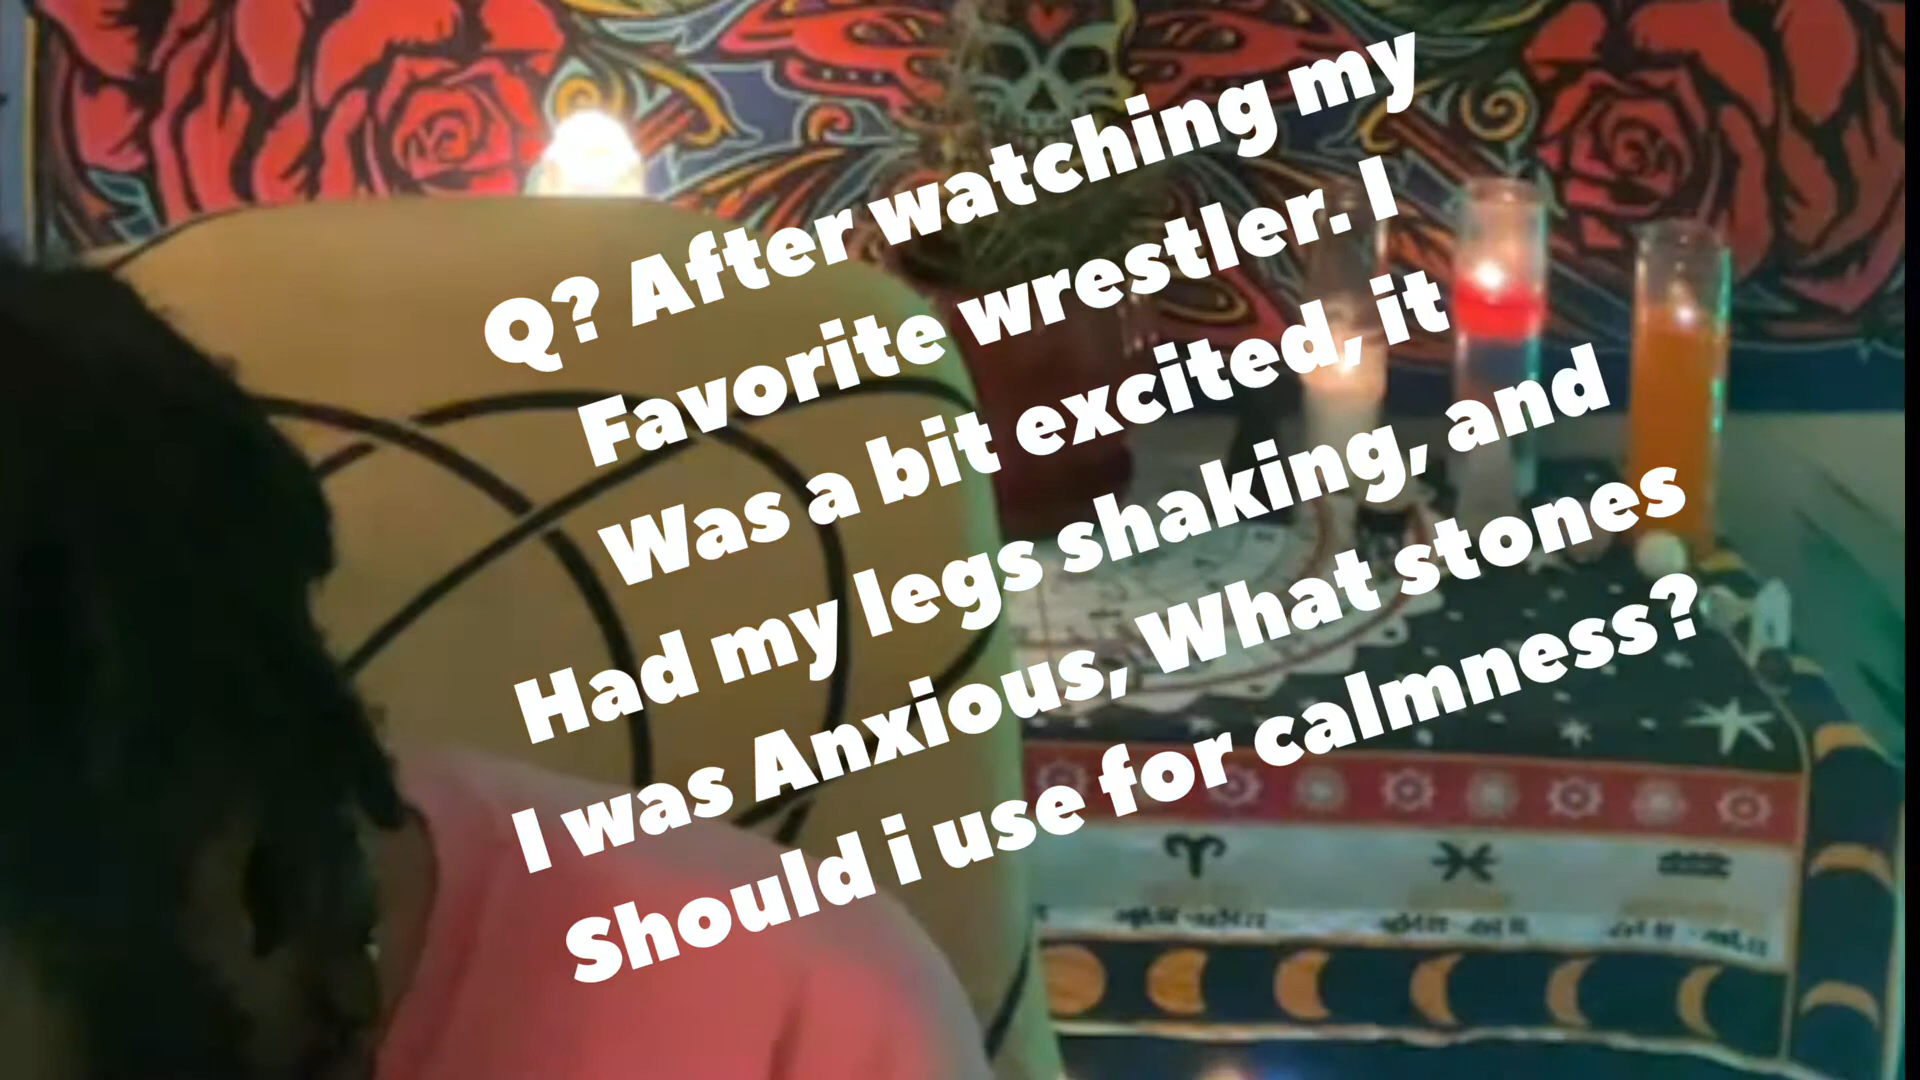 Q? After watching my
Favorite wrestler. I
Was a bit excited, it
Had my legs shaking, and
I was Anxious, What stones
Should i use for calmness?